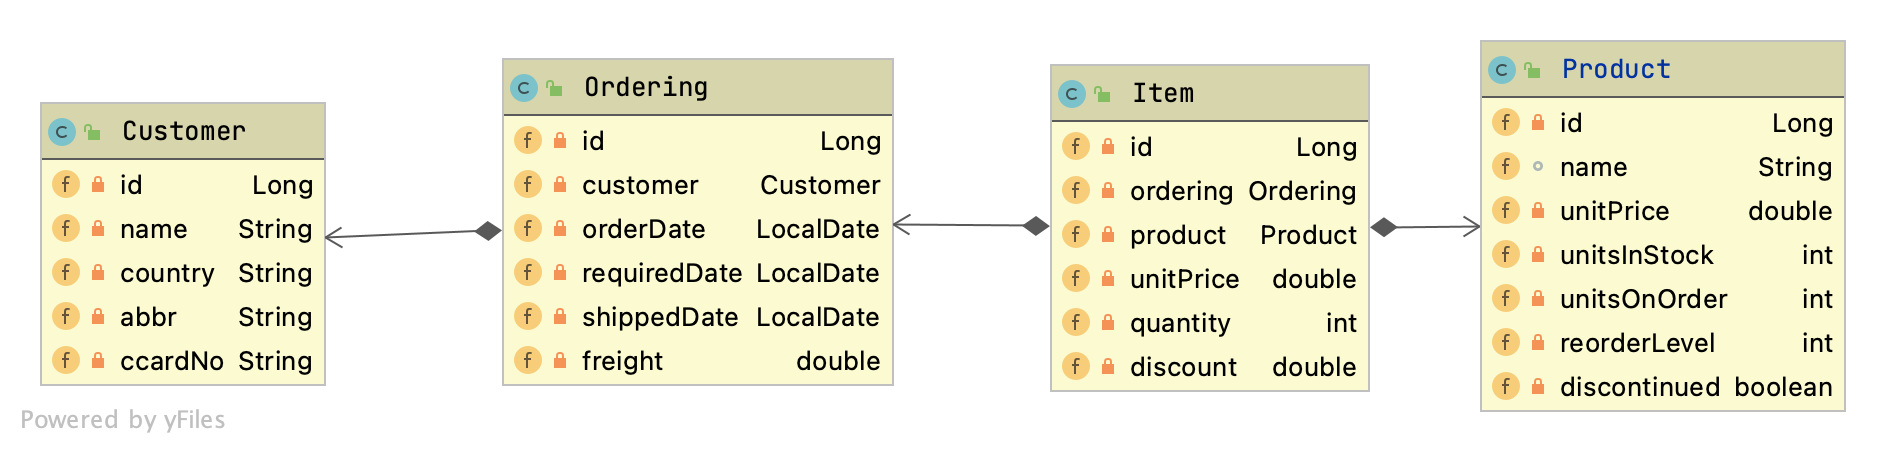 C Customer
f id Long
f name String
f country String
f abbr String
f ccardNo String
C Ordering
f id Long
f customer Customer
f orderDate LocalDate
f requiredDate LocalDate
f shippedDate LocalDate
f freight double
C Item
f id Long
f ordering Ordering
f product Product
f unitPrice double
f quantity int
f discount double
C Product
f id Long
f name String
f unitPrice double
f unitsInStock int
f unitsOnOrder int
f reorderLevel int
f discontinued boolean
Powered by yFiles